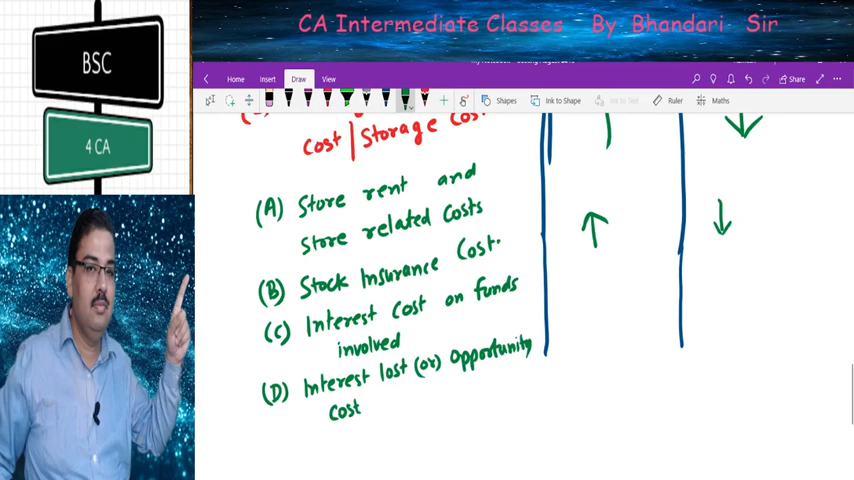 CA Intermediate Classes By Bhandari Sir
BSC
4 CA
Home Insert Draw View
Share
Shapes Ink to Shape Ink to Text Ruler Maths
cost | Storage Cos
(A) Store rent and
store related Costs
(B) Stock Insurance Cost.
(C) Interest Cost on funds
involved
(D) Interest lost (or) Opportunity
cost